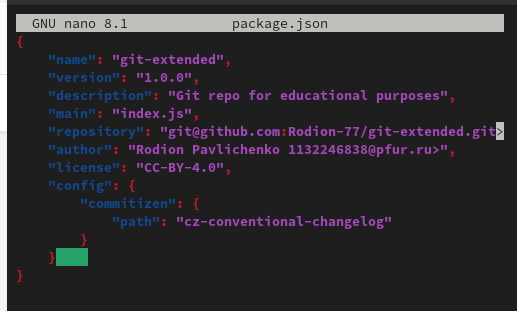 GNU nano 8.1 package.json
{
    "name": "git-extended",
    "version": "1.0.0",
    "description": "Git repo for educational purposes",
    "main": "index.js",
    "repository": "git@github.com:Rodion-77/git-extended.git>
    "author": "Rodion Pavlichenko 1132246838@pfur.ru>",
    "license": "CC-BY-4.0",
    "config": {
        "commitizen": {
            "path": "cz-conventional-changelog"
        }
    }
}